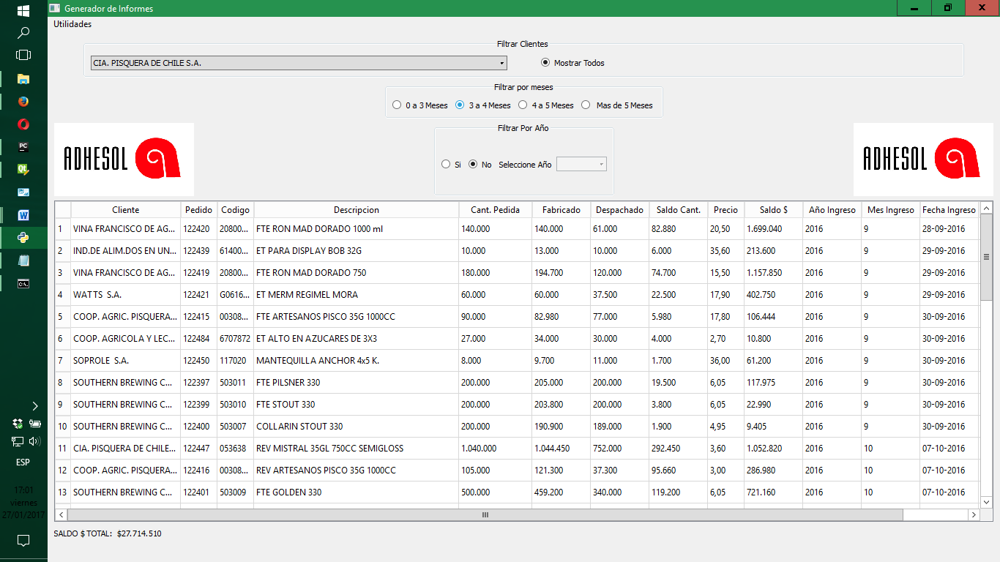 Generador de Informes
Utilidades
Filtrar Clientes
CIA. PISQUERA DE CHILE S.A. Mostrar Todos
Filtrar por meses
0 a 3 Meses 3 a 4 Meses 4 a 5 Meses Mas de 5 Meses
Filtrar Por Año
Si No Seleccione Año
ADHESOL
ADHESOL
Cliente Pedido Codigo Descripcion Cant. Pedida Fabricado Despachado Saldo Cant. Precio Saldo $ Año Ingreso Mes Ingreso Fecha Ingreso
1 VINA FRANCISCO DE AG... 122420 20800... FTE RON MAD DORADO 1000 ml 140.000 140.000 61.000 82.880 20,50 1.699.040 2016 9 28-09-2016
2 IND.DE ALIM.DOS EN UN... 122439 61400... ET PARA DISPLAY BOB 32G 10.000 13.000 10.000 6.000 35,60 213.600 2016 9 29-09-2016
3 VINA FRANCISCO DE AG... 122419 20800... FTE RON MAD DORADO 750 180.000 194.700 120.000 74.700 15,50 1.157.850 2016 9 29-09-2016
4 WATTS S.A. 122421 G0616... ET MERM REGIMEL MORA 60.000 60.000 37.500 22.500 17,90 402.750 2016 9 29-09-2016
5 COOP. AGRIC. PISQUERA... 122415 00308... FTE ARTESANOS PISCO 35G 1000CC 90.000 82.980 77.000 5.980 17,80 106.444 2016 9 30-09-2016
6 COOP. AGRICOLA Y LEC... 122484 6707872 ET ALTO EN AZUCARES DE 3X3 27.000 34.000 30.000 4.000 2,70 10.800 2016 9 30-09-2016
7 SOPROLE S.A. 122450 117020 MANTEQUILLA ANCHOR 4x5 K. 8.000 9.700 11.000 1.700 36,00 61.200 2016 9 30-09-2016
8 SOUTHERN BREWING C... 122397 503011 FTE PILSNER 330 200.000 205.000 200.000 19.500 6,05 117.975 2016 9 30-09-2016
9 SOUTHERN BREWING C... 122399 503010 FTE STOUT 330 200.000 203.800 200.000 3.800 6,05 22.990 2016 9 30-09-2016
10 SOUTHERN BREWING C... 122400 503007 COLLARIN STOUT 330 200.000 190.900 189.000 1.900 4,95 9.405 2016 9 30-09-2016
11 CIA. PISQUERA DE CHILE... 122447 053638 REV MISTRAL 35GL 750CC SEMIGLOSS 1.040.000 1.044.450 752.000 292.450 3,60 1.052.820 2016 10 07-10-2016
12 COOP. AGRIC. PISQUERA... 122416 00308... REV ARTESANOS PISCO 35G 1000CC 105.000 121.300 37.300 95.660 3,00 286.980 2016 10 07-10-2016
13 SOUTHERN BREWING C... 122401 503009 FTE GOLDEN 330 500.000 459.200 340.000 119.200 6,05 721.160 2016 10 07-10-2016
SALDO $ TOTAL: $27.714.510
PC
Qt
W
C:\.
ESP
17:01
viernes
27/01/2017